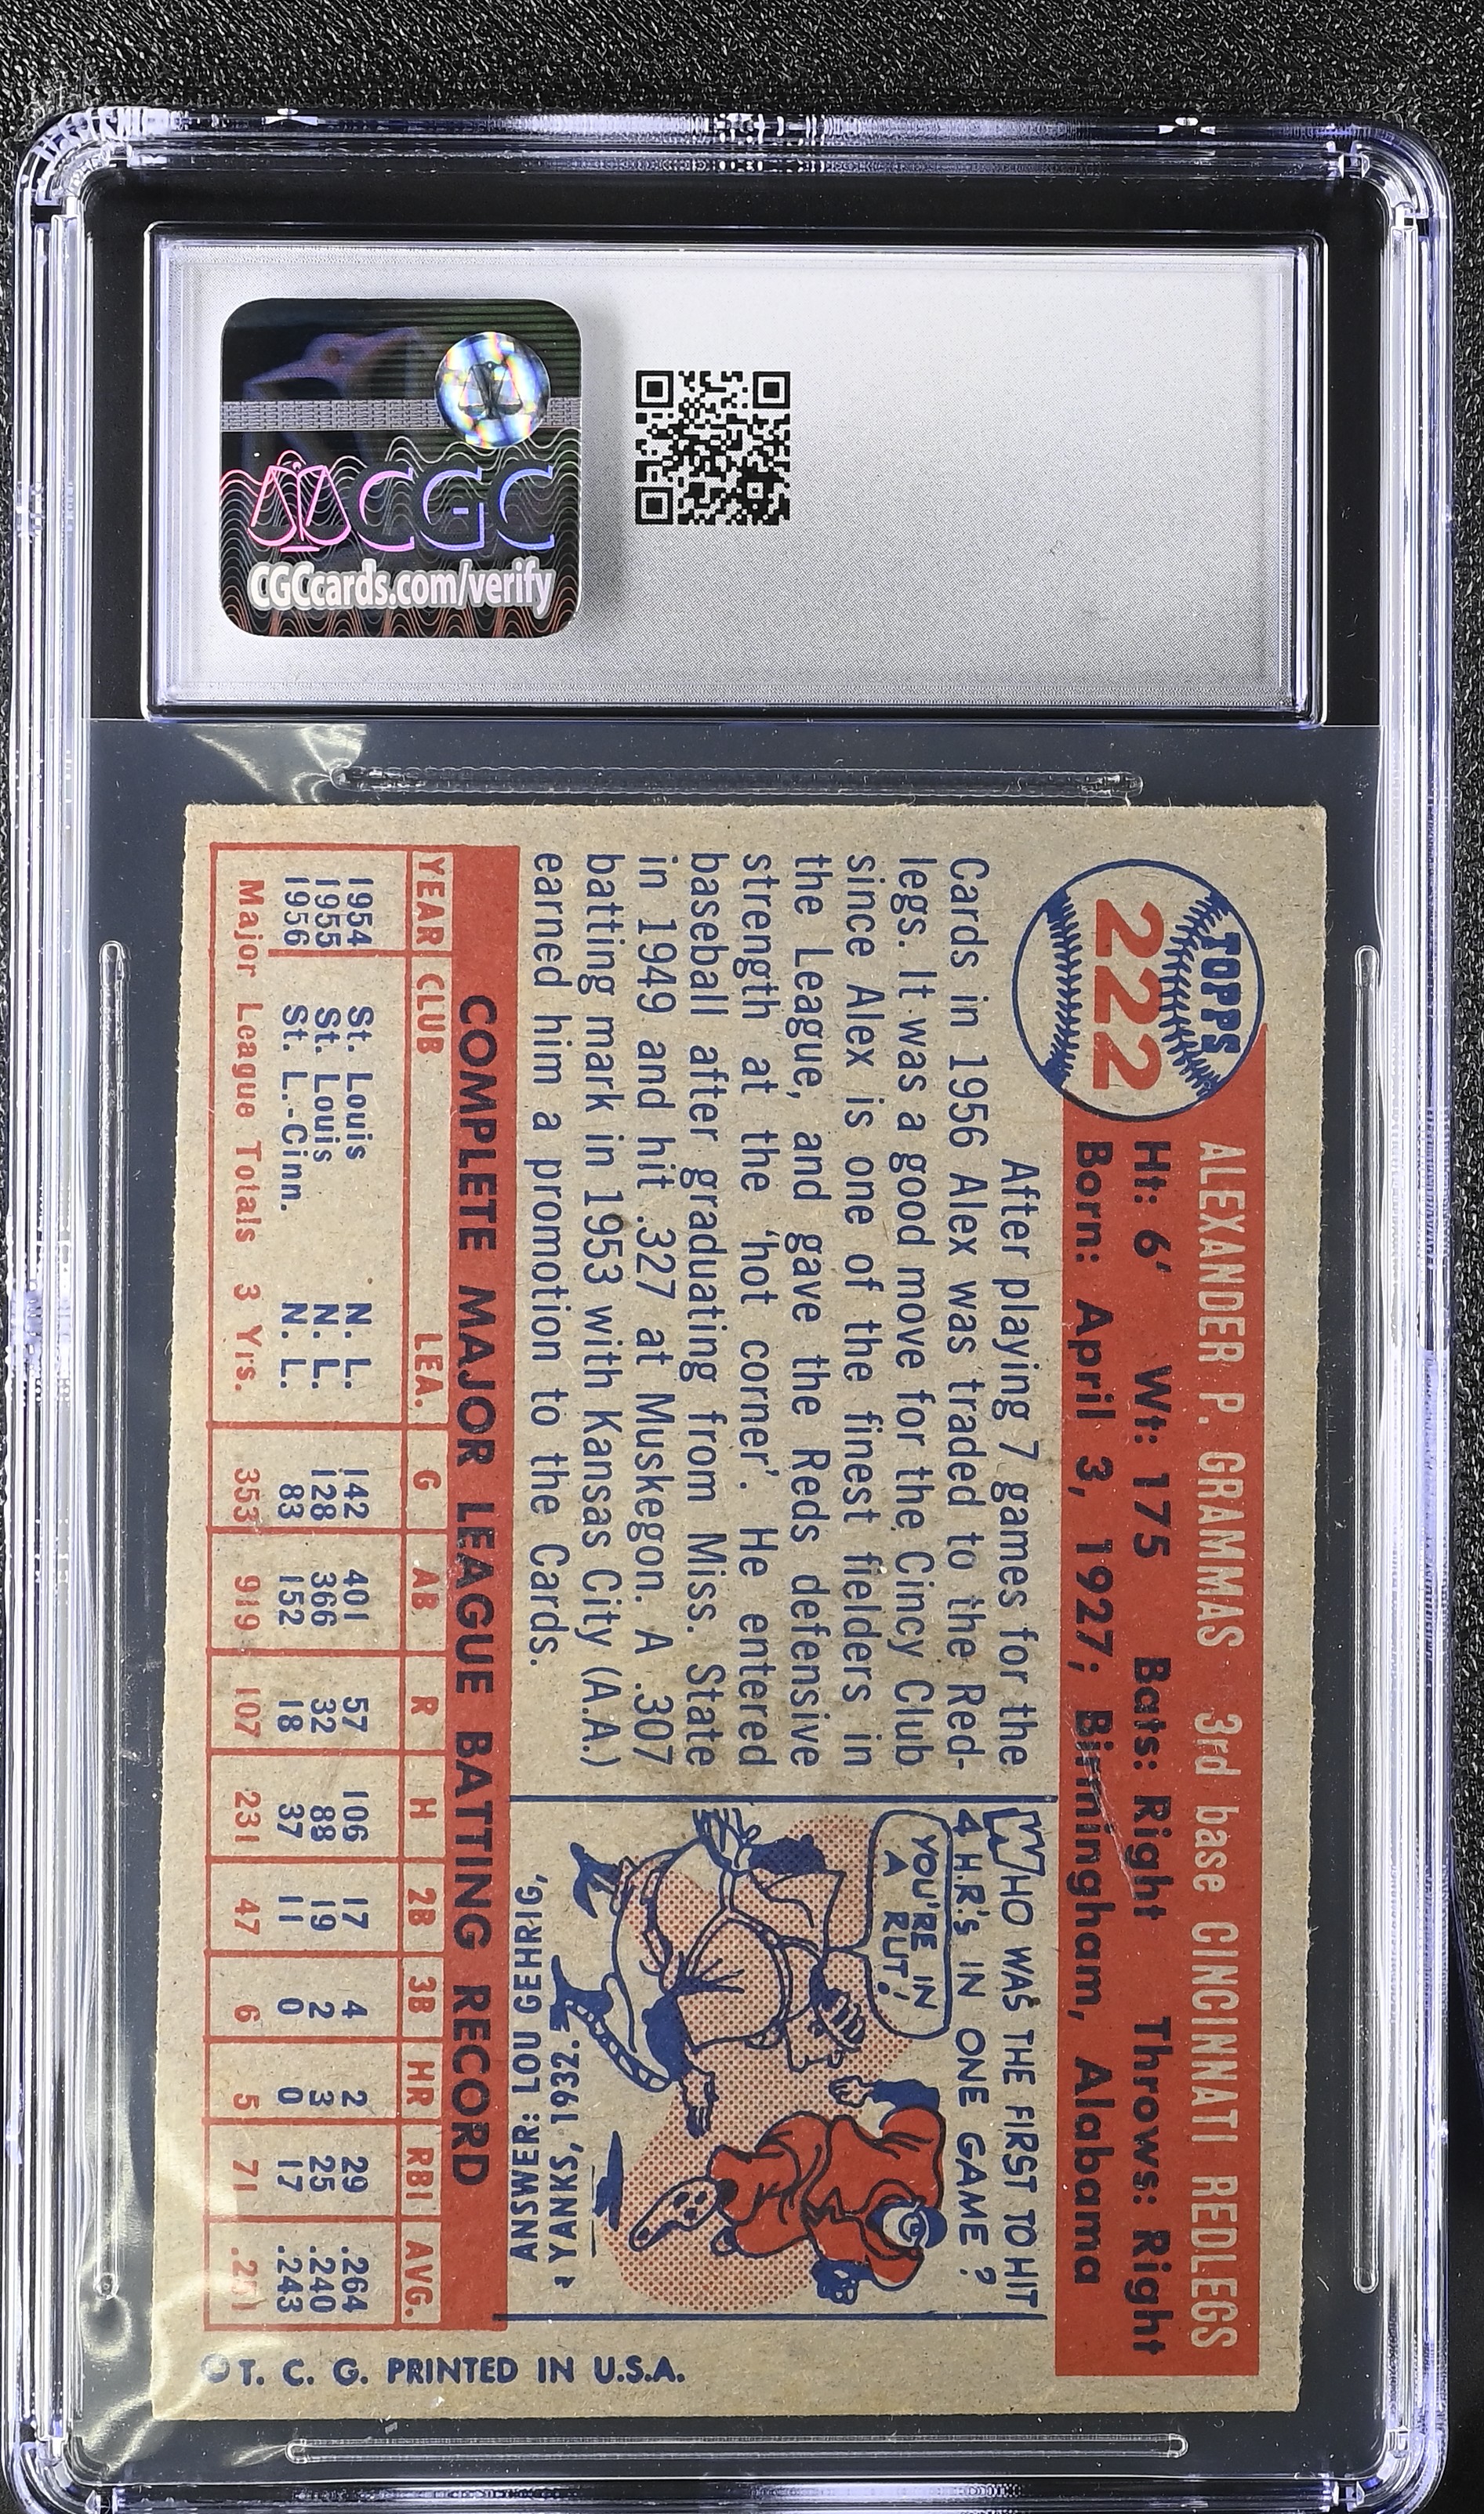 CGC
CGCcards.com/verify
TOPPS
222
ALEXANDER P. GRAMMAS 3rd base CINCINNATI REDLEGS
Ht: 6' Wt: 175 Bats: Right Throws: Right
Born: April 3, 1927; Birmingham, Alabama
After playing 7 games for the
Cards in 1956 Alex was traded to the Red-
legs. It was a good move for the Cincy Club
since Alex is one of the finest fielders in
the League, and gave the Reds defensive
strength at the 'hot corner'. He entered
baseball after graduating from Miss. State
in 1949 and hit .327 at Muskegon. A .307
batting mark in 1953 with Kansas City (A.A.)
earned him a promotion to the Cards.
WHO WAS THE FIRST TO HIT
4 H.R.'S IN ONE GAME?
YOU'RE IN
A RUT!
ANSWER: LOU GEHRIG,
YANKS, 1932.
COMPLETE MAJOR LEAGUE BATTING RECORD
YEAR CLUB LEA. G AB R H 2B 3B HR RBI AVG.
1954 St. Louis N. L. 142 401 57 106 17 4 2 29 .264
1955 St. Louis N. L. 128 366 32 88 19 2 3 25 .240
1956 St. L.-Cinn. N. L. 83 152 18 37 11 0 0 17 .243
Major League Totals 3 Yrs. 353 919 107 231 47 6 5 71
©T. C. G. PRINTED IN U.S.A.